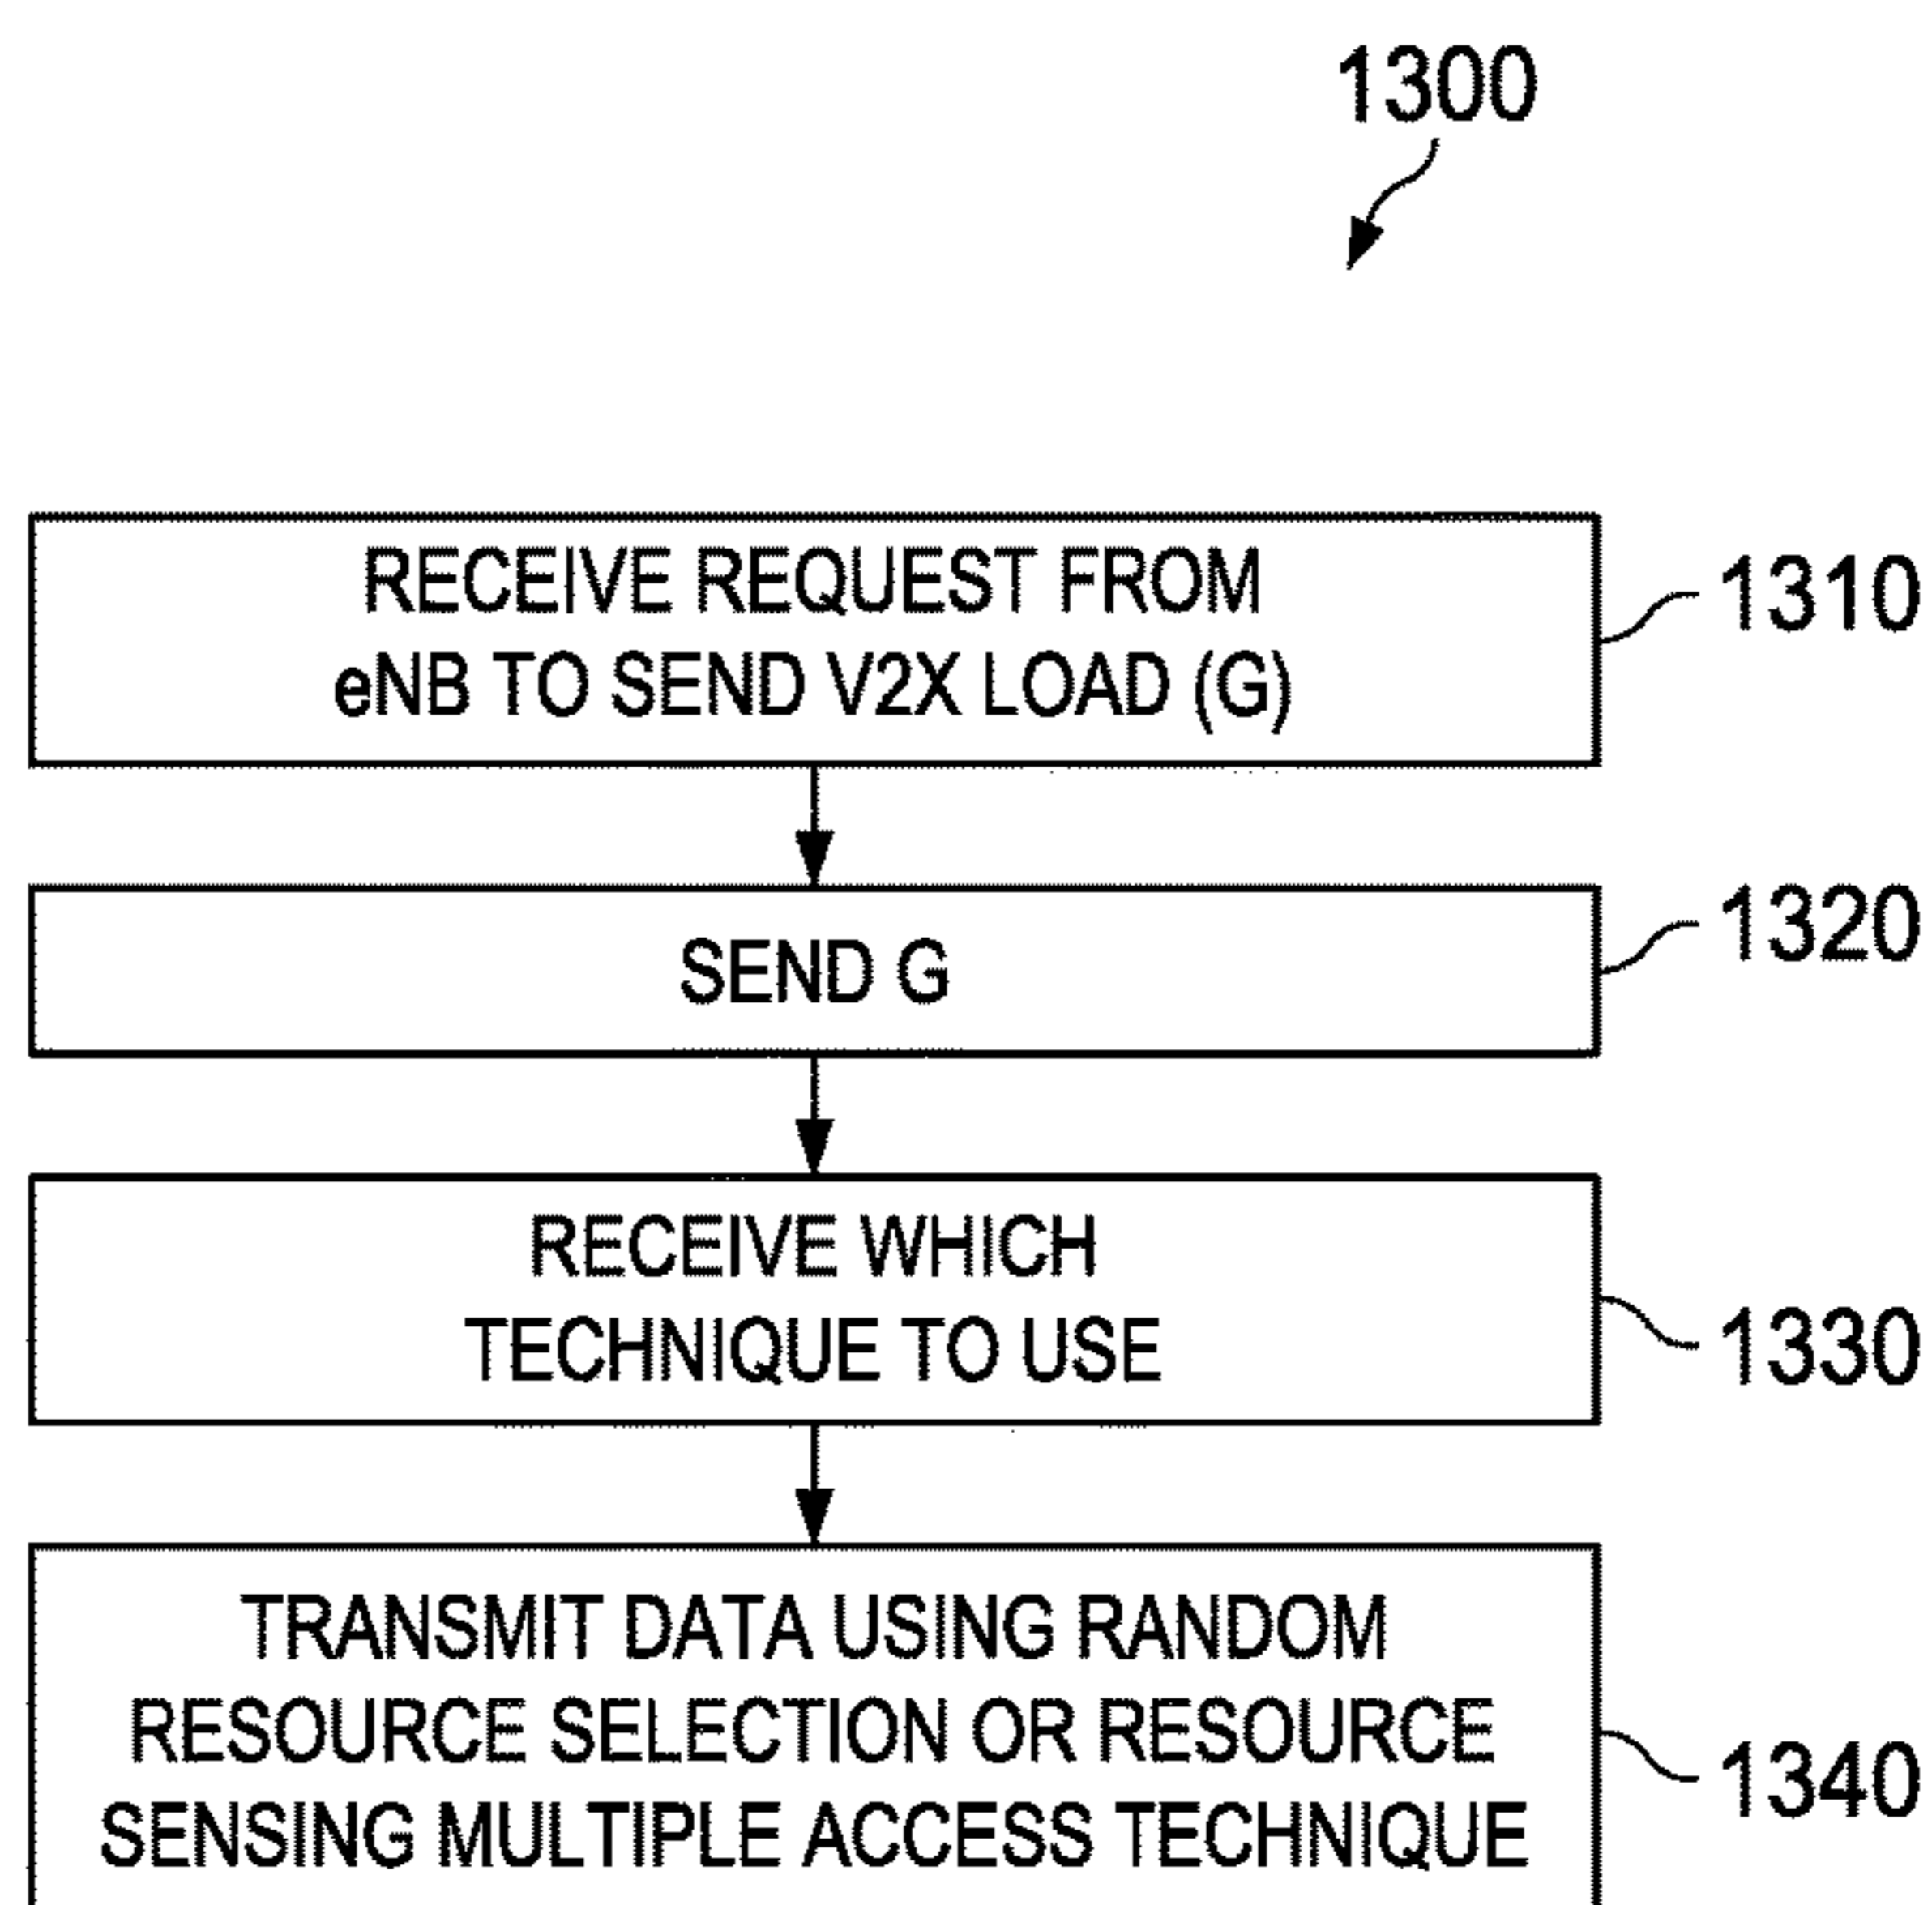 1300
RECEIVE REQUEST FROM
eNB TO SEND V2X LOAD (G)
1310
SEND G
1320
RECEIVE WHICH
TECHNIQUE TO USE
1330
TRANSMIT DATA USING RANDOM
RESOURCE SELECTION OR RESOURCE
SENSING MULTIPLE ACCESS TECHNIQUE
1340